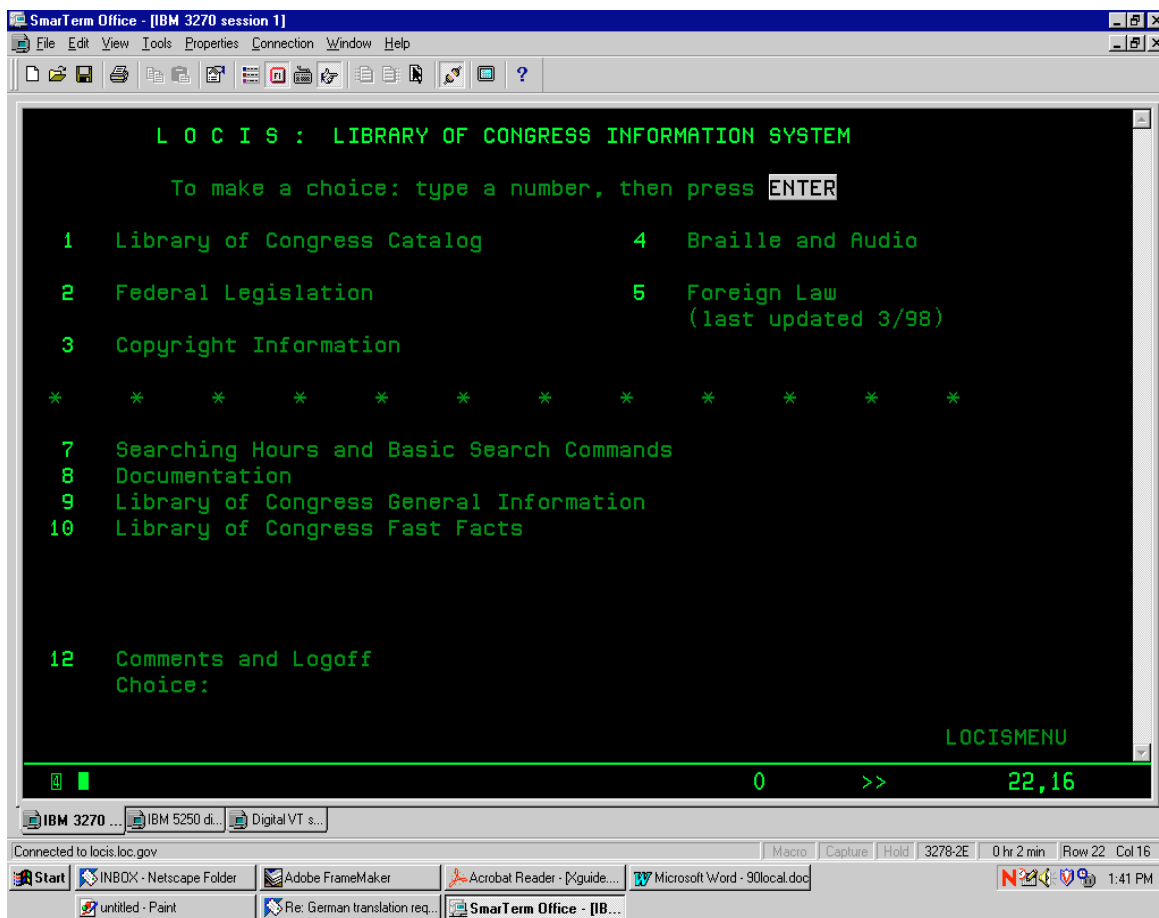 SmarTerm Office - [IBM 3270 session 1]
File Edit View Tools Properties Connection Window Help
L O C I S : LIBRARY OF CONGRESS INFORMATION SYSTEM
To make a choice: type a number, then press ENTER
1 Library of Congress Catalog 4 Braille and Audio
2 Federal Legislation 5 Foreign Law
(last updated 3/98)
3 Copyright Information
* * * * * * * * * * * *
7 Searching Hours and Basic Search Commands
8 Documentation
9 Library of Congress General Information
10 Library of Congress Fast Facts
12 Comments and Logoff
Choice:
LOCISMENU
4 0 >> 22,16
IBM 3270 ... IBM 5250 di... Digital VT s...
Connected to locis.loc.gov Macro Capture Hold 3278-2E 0 hr 2 min Row 22 Col 16
Start INBOX - Netscape Folder Adobe FrameMaker Acrobat Reader - [Xguide.... Microsoft Word - 90local.doc 1:41 PM
untitled - Paint Re: German translation req... SmarTerm Office - [IB...